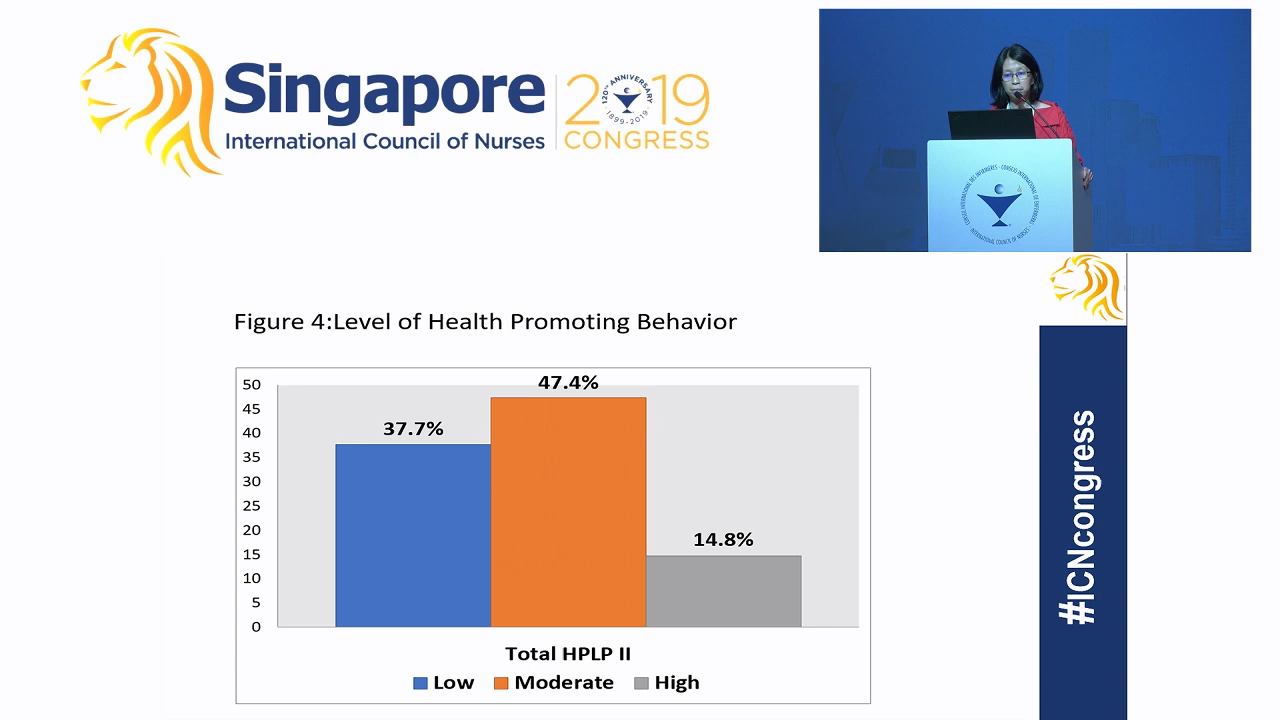 Singapore
International Council of Nurses
2019
CONGRESS
120TH ANNIVERSARY
· 1899-2019 ·
Figure 4:Level of Health Promoting Behavior
50
45
40
35
30
25
20
15
10
5
0
37.7%
47.4%
14.8%
Total HPLP II
Low
Moderate
High
#ICNcongress